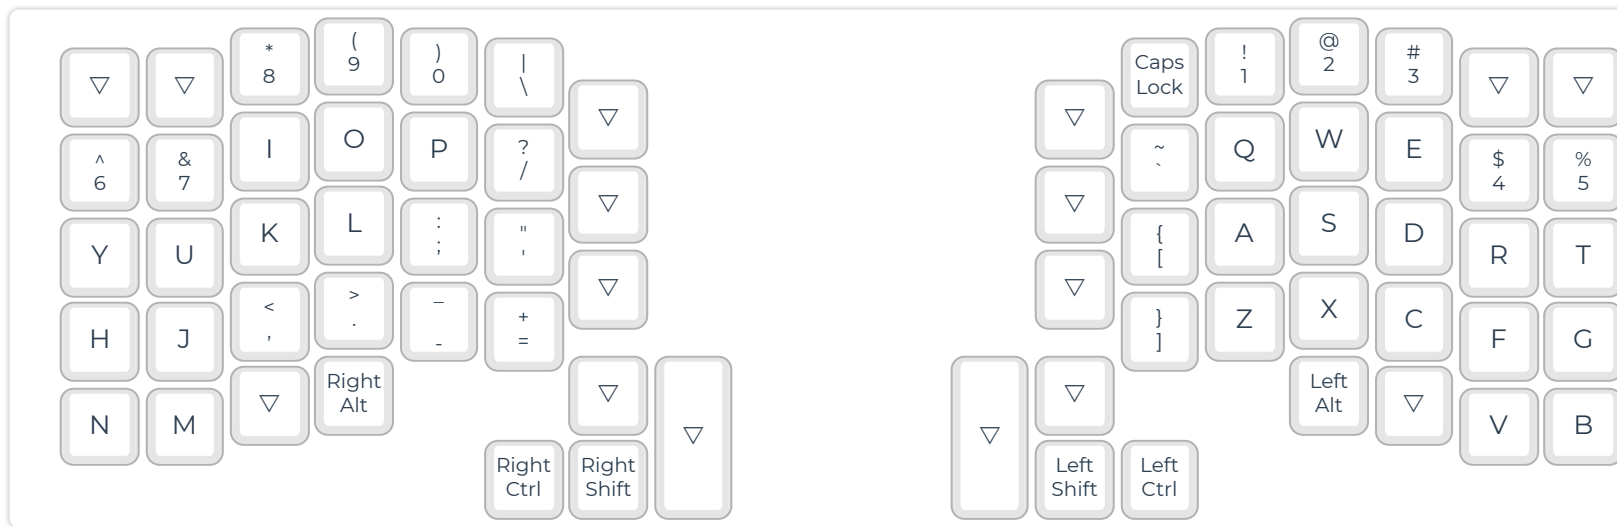 ▽ ▽ * 8 ( 9 ) 0 | \ ▽
^ 6 & 7 I O P ? / ▽
Y U K L : ; " ' ▽
H J < , > . _ - + =
N M ▽ Right Alt ▽ ▽
Right Ctrl Right Shift
▽ Caps Lock ! 1 @ 2 # 3 ▽ ▽
▽ ~ ` Q W E $ 4 % 5
▽ { [ A S D R T
} ] Z X C F G
▽ ▽ Left Alt ▽ V B
Left Shift Left Ctrl